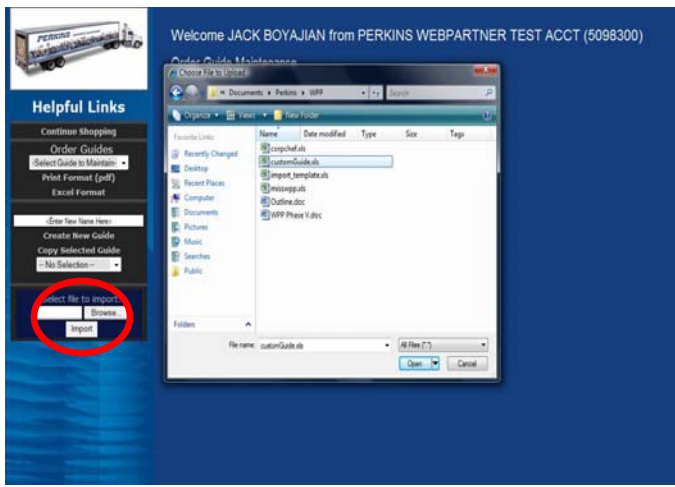 PERKINS
Welcome JACK BOYAJIAN from PERKINS WEBPARTNER TEST ACCT (5098300)
Order Guide Maintenance
Helpful Links
Continue Shopping
Order Guides
-Select Guide to Maintain-
Print Format (pdf)
Excel Format
<Enter New Name Here>
Create New Guide
Copy Selected Guide
-- No Selection --
Select file to import:
Browse...
Import
Choose File to Upload
Documents Perkins WPP
Search
Organize Views New Folder
Favorite Links
Recently Changed
Desktop
Recent Places
Computer
Documents
Pictures
Music
Searches
Public
Folders
Name Date modified Type Size Tags
corpchef.xls
customGuide.xls
import_template.xls
misswpp.xls
Outline.doc
WPP Phase V.doc
File name: customGuide.xls
All Files (*.*)
Open Cancel